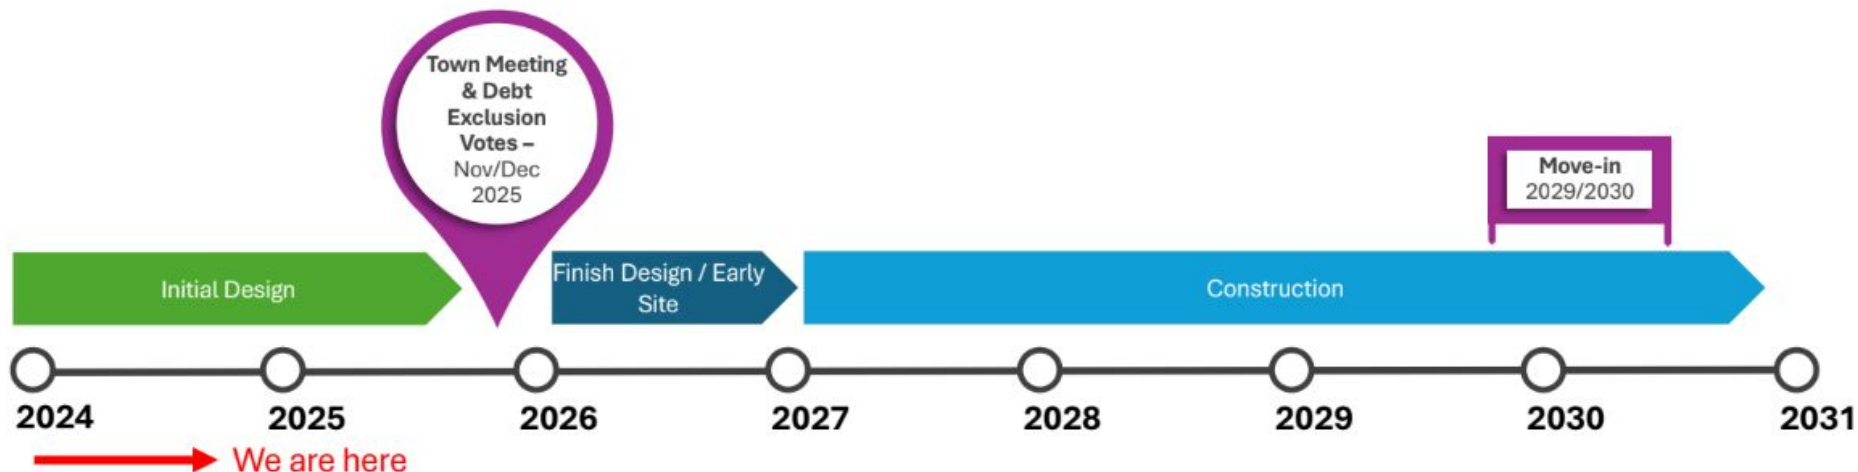 Town Meeting
& Debt
Exclusion
Votes –
Nov/Dec
2025
Move-in
2029/2030
Initial Design
Finish Design / Early
Site
Construction
2024
2025
2026
2027
2028
2029
2030
2031
We are here